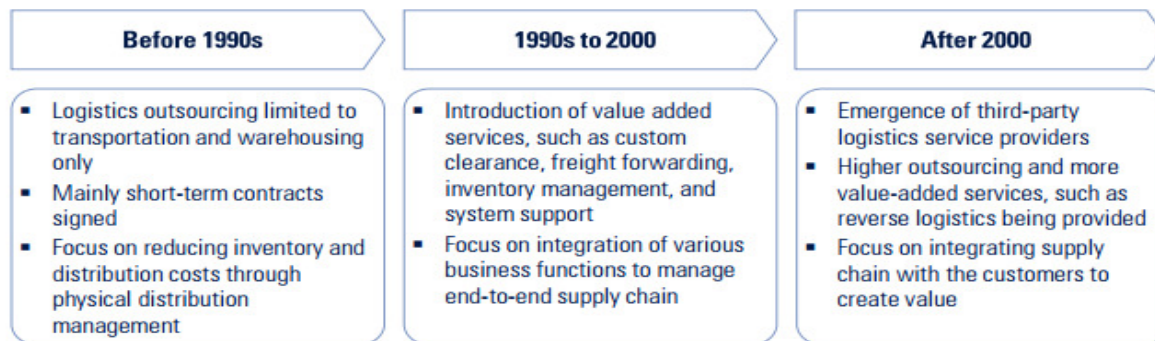 Before 1990s
1990s to 2000
After 2000
▪ Logistics outsourcing limited to
transportation and warehousing
only
▪ Mainly short-term contracts
signed
▪ Focus on reducing inventory and
distribution costs through
physical distribution
management
▪ Introduction of value added
services, such as custom
clearance, freight forwarding,
inventory management, and
system support
▪ Focus on integration of various
business functions to manage
end-to-end supply chain
▪ Emergence of third-party
logistics service providers
▪ Higher outsourcing and more
value-added services, such as
reverse logistics being provided
▪ Focus on integrating supply
chain with the customers to
create value